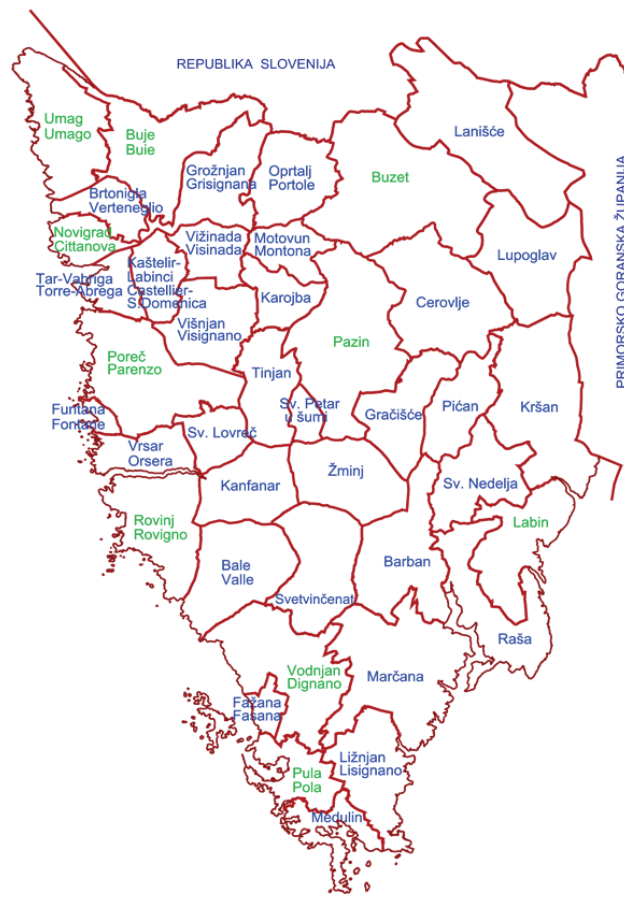 REPUBLIKA SLOVENIJA
PRIMORSKO GORANSKA ŽUPANIJA
Umag
Umago
Buje
Buie
Lanišće
Grožnjan
Grisignana
Oprtalj
Portole
Buzet
Brtonigla
Verteneglio
Novigrad
Cittanova
Vižinada
Visinada
Motovun
Montona
Lupoglav
Tar-Vabriga
Torre-Abrega
Kaštelir-
Labinci
Castellier-
S.Domenica
Karojba
Cerovlje
Višnjan
Visignano
Pazin
Poreč
Parenzo
Tinjan
Sv. Petar
u šumi
Gračišće
Pićan
Kršan
Funtana
Fontane
Vrsar
Orsera
Sv. Lovreč
Kanfanar
Žminj
Sv. Nedelja
Rovinj
Rovigno
Labin
Bale
Valle
Svetvinčenat
Barban
Raša
Vodnjan
Dignano
Marčana
Fažana
Fasana
Ližnjan
Lisignano
Pula
Pola
Medulin